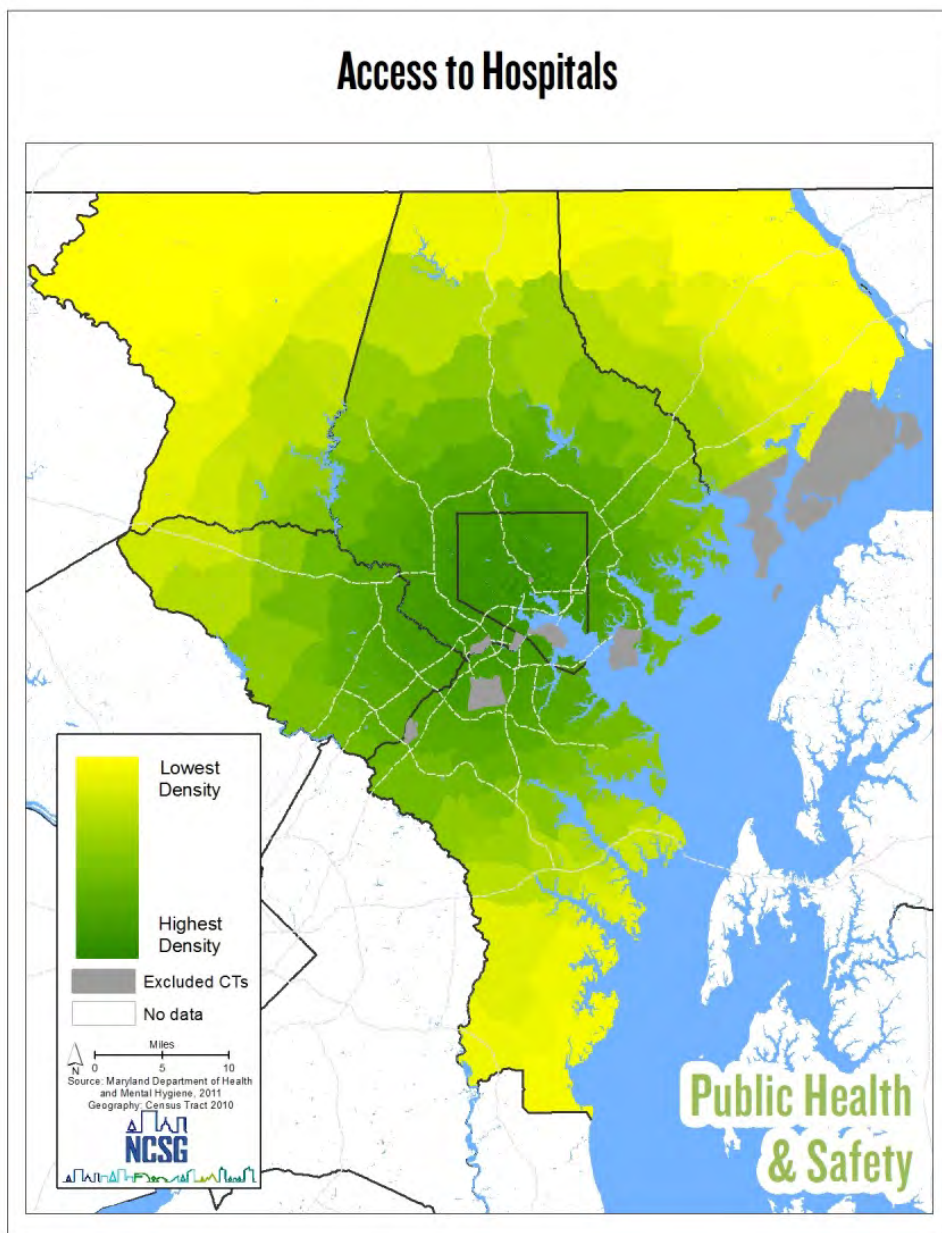 Access to Hospitals
Lowest
Density
Highest
Density
Excluded CTs
No data
Miles
N
0 5 10
Source: Maryland Department of Health
and Mental Hygiene, 2011
Geography: Census Tract 2010
NCSG
Public Health
& Safety